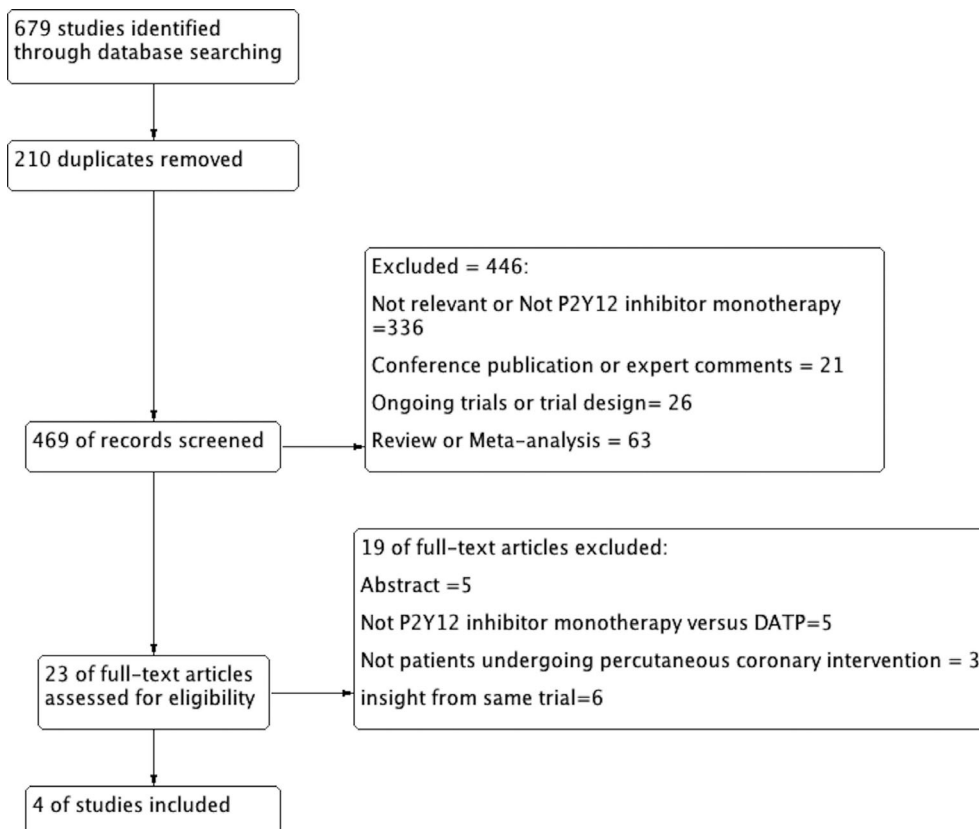 679 studies identified
through database searching
210 duplicates removed
Excluded = 446:
Not relevant or Not P2Y12 inhibitor monotherapy
=336
Conference publication or expert comments = 21
Ongoing trials or trial design= 26
Review or Meta-analysis = 63
469 of records screened
19 of full-text articles excluded:
Abstract =5
Not P2Y12 inhibitor monotherapy versus DATP=5
Not patients undergoing percutaneous coronary intervention = 3
insight from same trial=6
23 of full-text articles
assessed for eligibility
4 of studies included